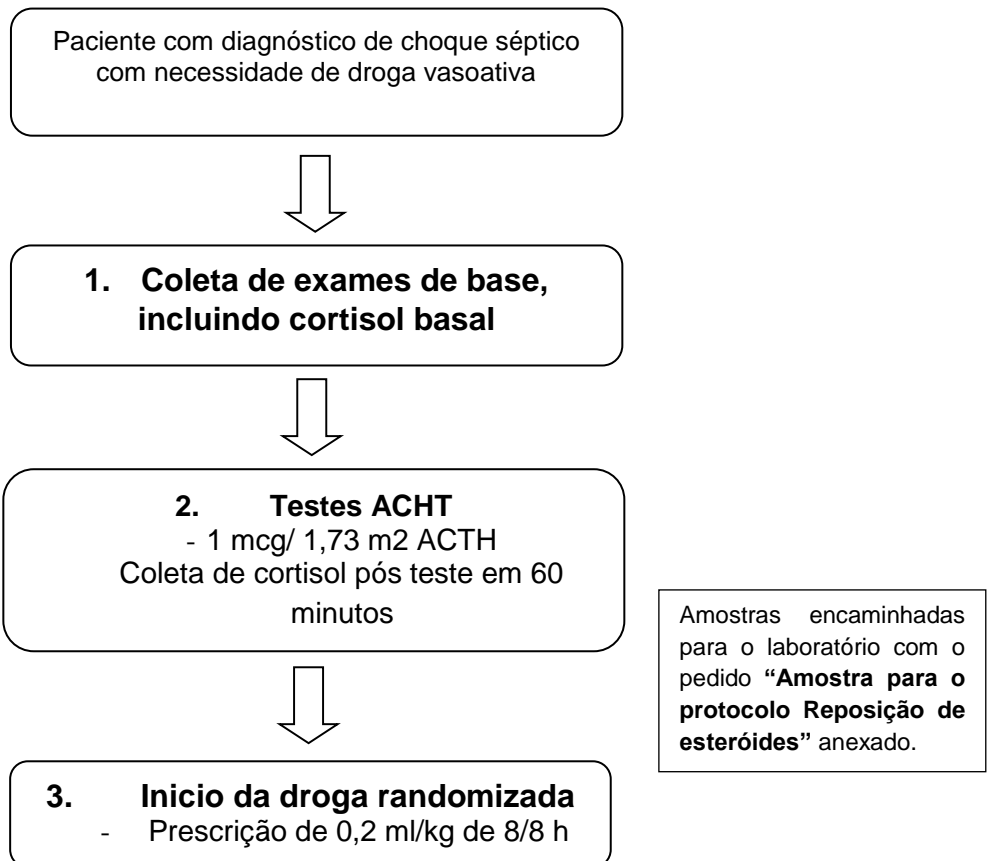 Paciente com diagnóstico de choque séptico
com necessidade de droga vasoativa
1. Coleta de exames de base,
incluindo cortisol basal
2. Testes ACHT
- 1 mcg/ 1,73 m2 ACTH
Coleta de cortisol pós teste em 60
minutos
Amostras encaminhadas
para o laboratório com o
pedido “Amostra para o
protocolo Reposição de
esteróides” anexado.
3. Inicio da droga randomizada
- Prescrição de 0,2 ml/kg de 8/8 h